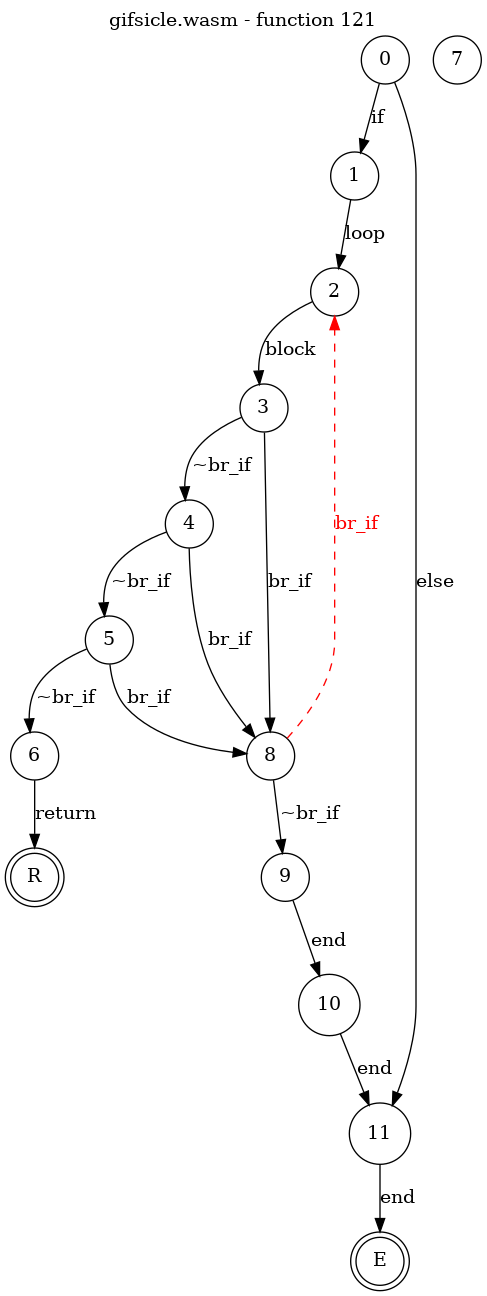 gifsicle.wasm - function 121
0
7
if
1
loop
2
block
3
~br_if
4
br_if
~br_if
br_if
else
5
br_if
~br_if
br_if
6
8
return
~br_if
R
9
end
10
end
11
end
E